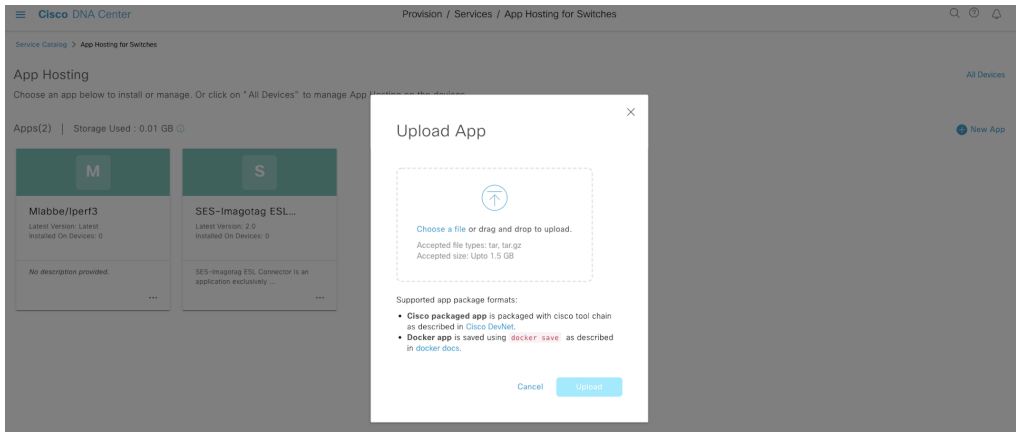 Cisco DNA Center
Provision / Services / App Hosting for Switches
Service Catalog > App Hosting for Switches
App Hosting
All Devices
Choose an app below to install or manage. Or click on "All Devices" to manage App Hosting on the devices.
Apps(2) | Storage Used : 0.01 GB
New App
M
Mlabbe/Iperf3
Latest Version: Latest
Installed On Devices: 0
No description provided.
...
S
SES-Imagotag ESL...
Latest Version: 2.0
Installed On Devices: 0
SES-Imagotag ESL Connector is an
application exclusively ...
...
Upload App
Choose a file or drag and drop to upload.
Accepted file types: tar, tar.gz
Accepted size: Upto 1.5 GB
Supported app package formats:
• Cisco packaged app is packaged with cisco tool chain
as described in Cisco DevNet.
• Docker app is saved using docker save as described
in docker docs.
Cancel
Upload